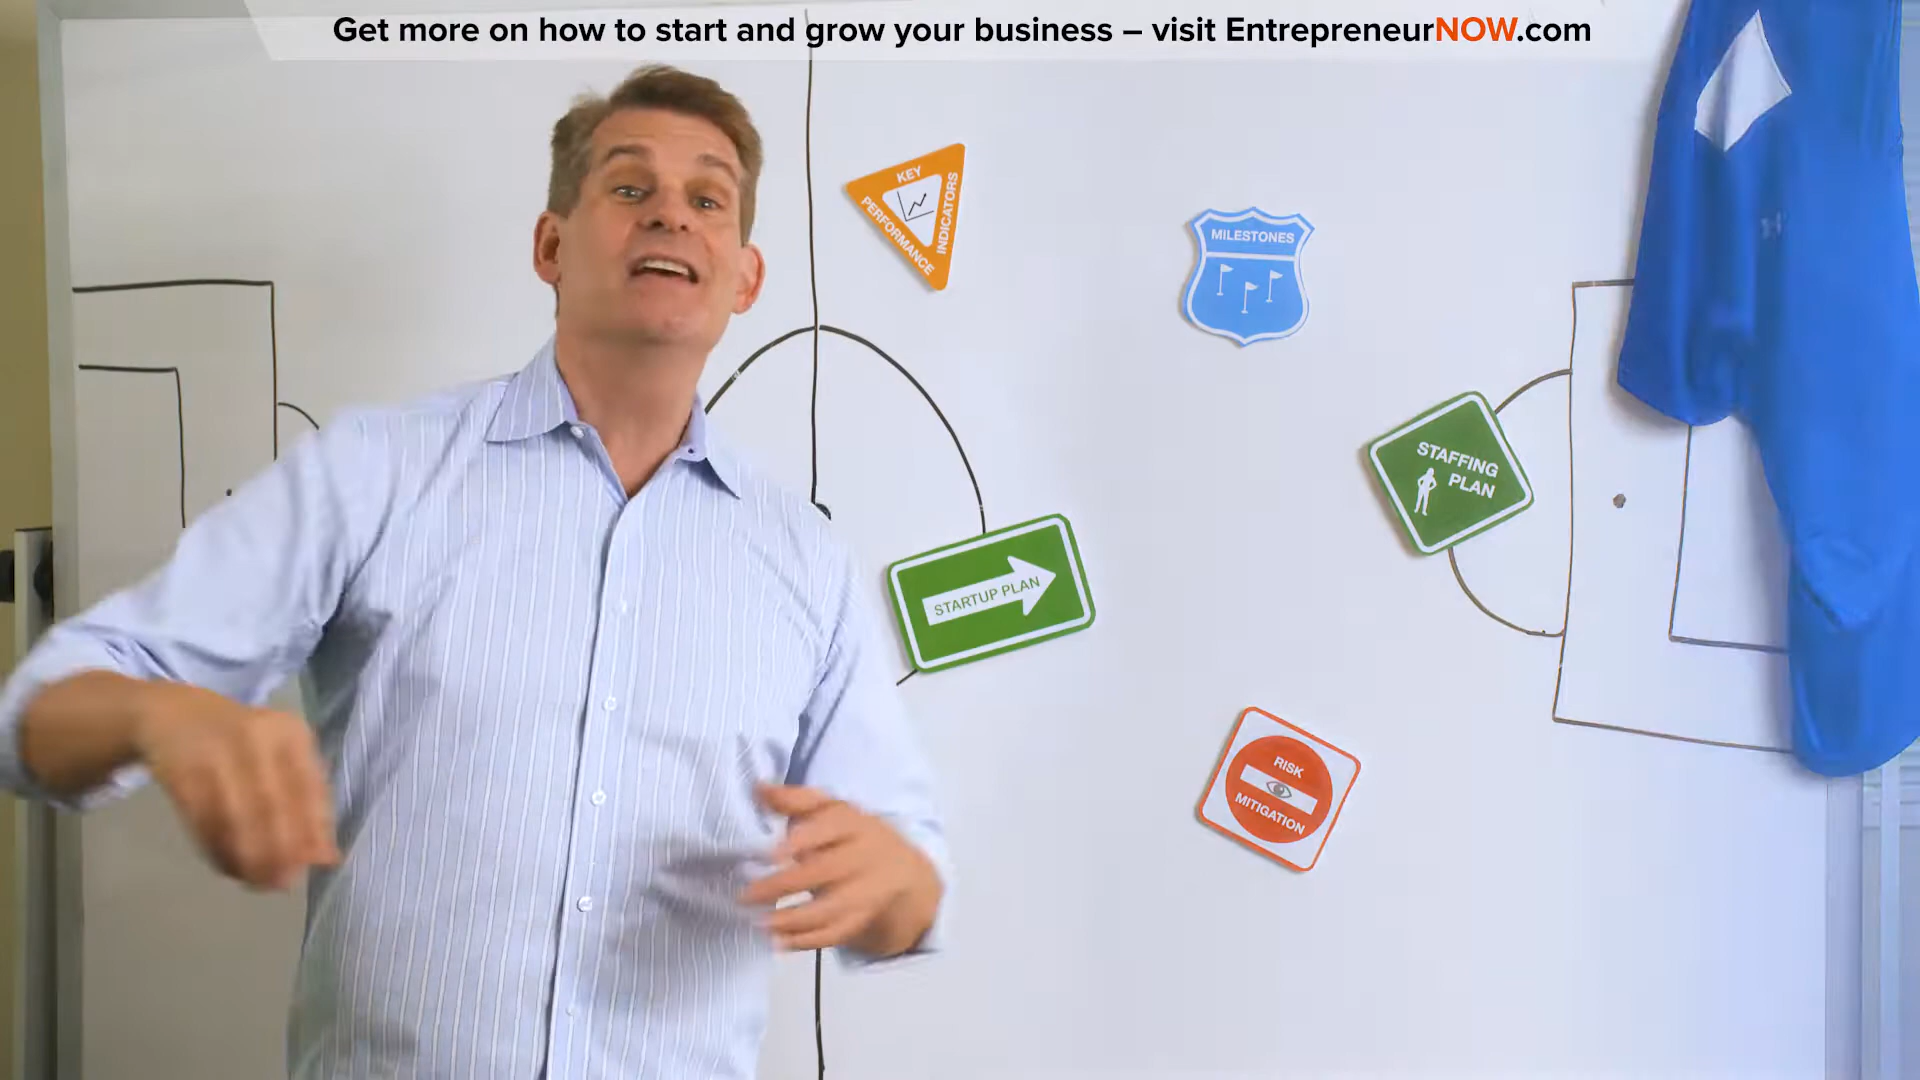 Get more on how to start and grow your business – visit EntrepreneurNOW.com
KEY
PERFORMANCE
INDICATORS
MILESTONES
STAFFING
PLAN
STARTUP PLAN
RISK
MITIGATION